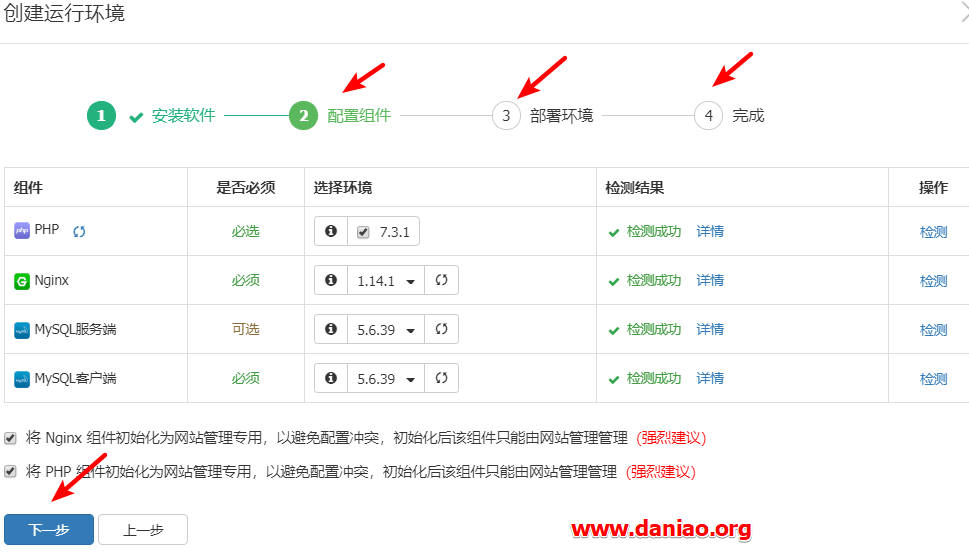 创建运行环境
1 安装软件 2 配置组件 3 部署环境 4 完成
组件 是否必须 选择环境 检测结果 操作
php PHP 必选 7.3.1 检测成功 详情 检测
Nginx 必须 1.14.1 检测成功 详情 检测
MySQL服务端 可选 5.6.39 检测成功 详情 检测
MySQL客户端 必须 5.6.39 检测成功 详情 检测
将 Nginx 组件初始化为网站管理专用，以避免配置冲突，初始化后该组件只能由网站管理管理 (强烈建议)
将 PHP 组件初始化为网站管理专用，以避免配置冲突，初始化后该组件只能由网站管理管理 (强烈建议)
下一步 上一步
www.daniao.org